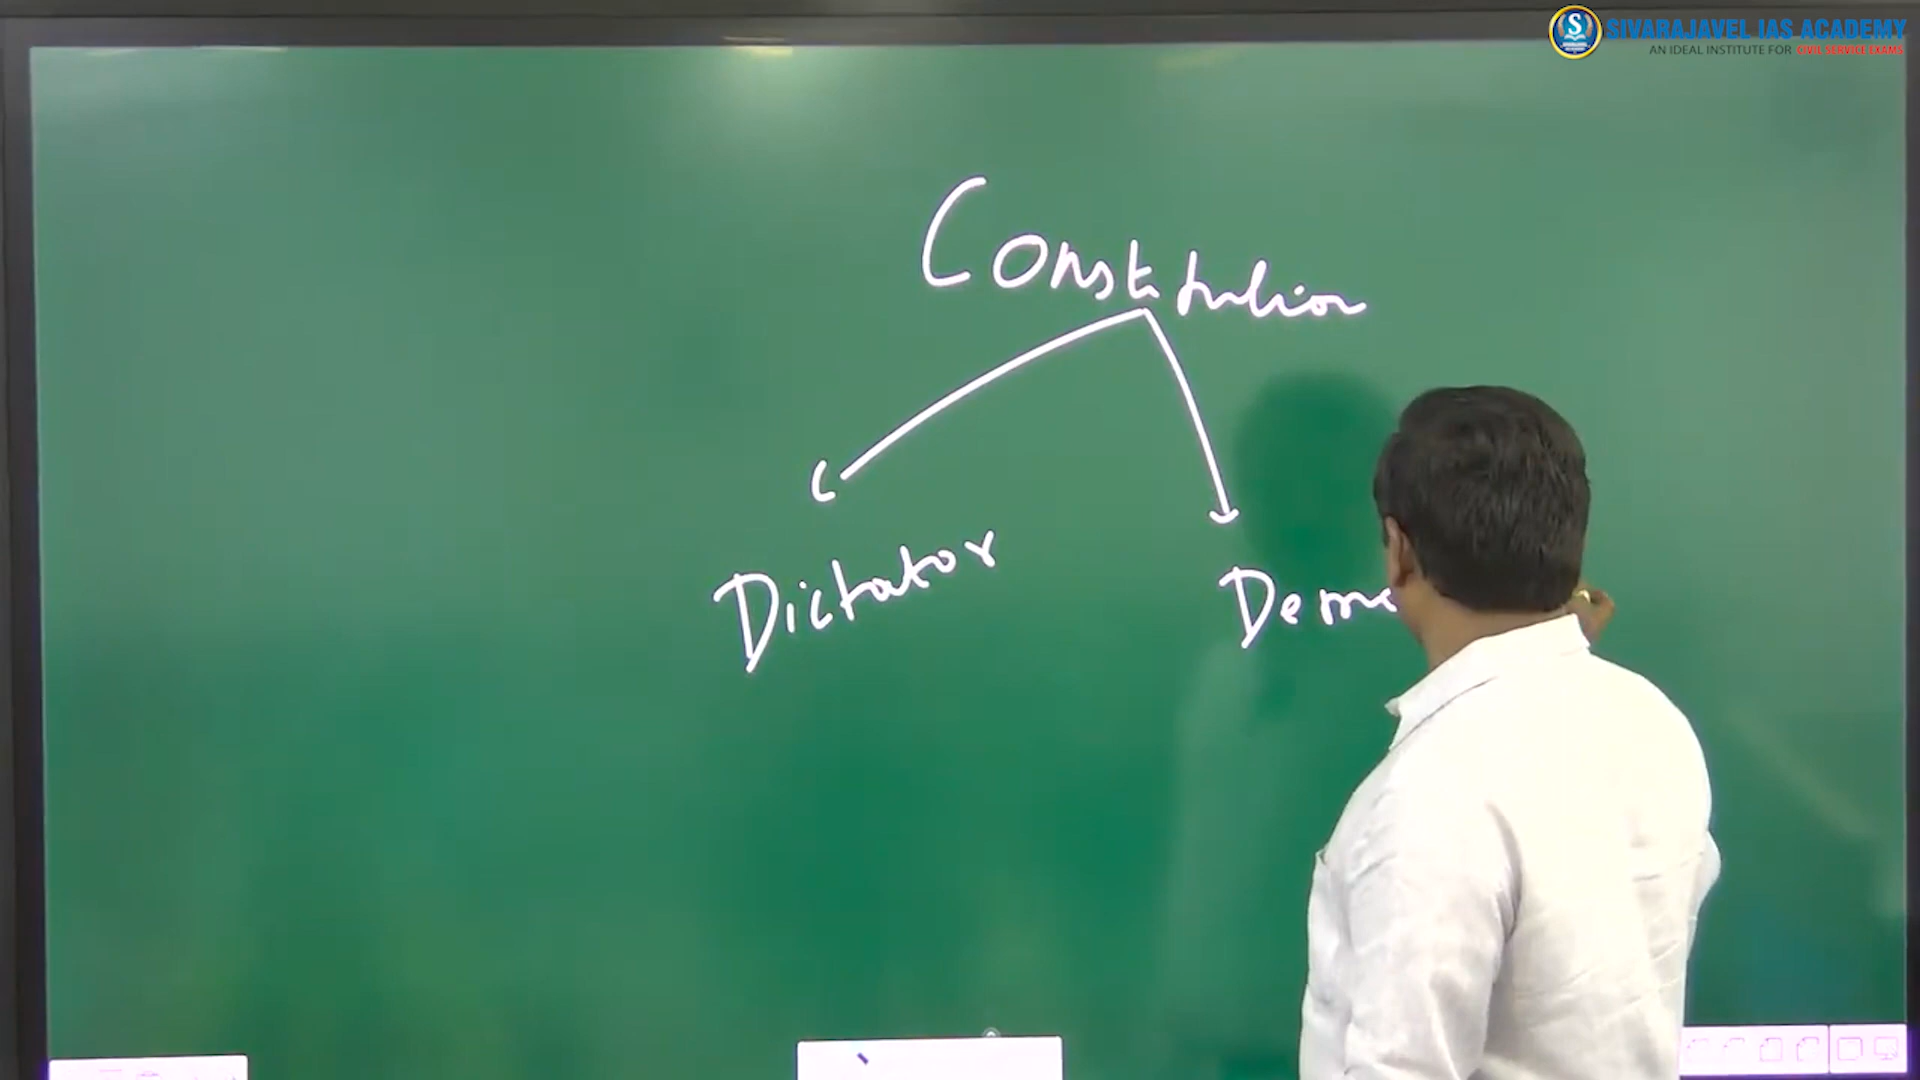 SIVARAJAVEL IAS ACADEMY
AN IDEAL INSTITUTE FOR CIVIL SERVICE EXAMS
Constitution
Dictator
Demo